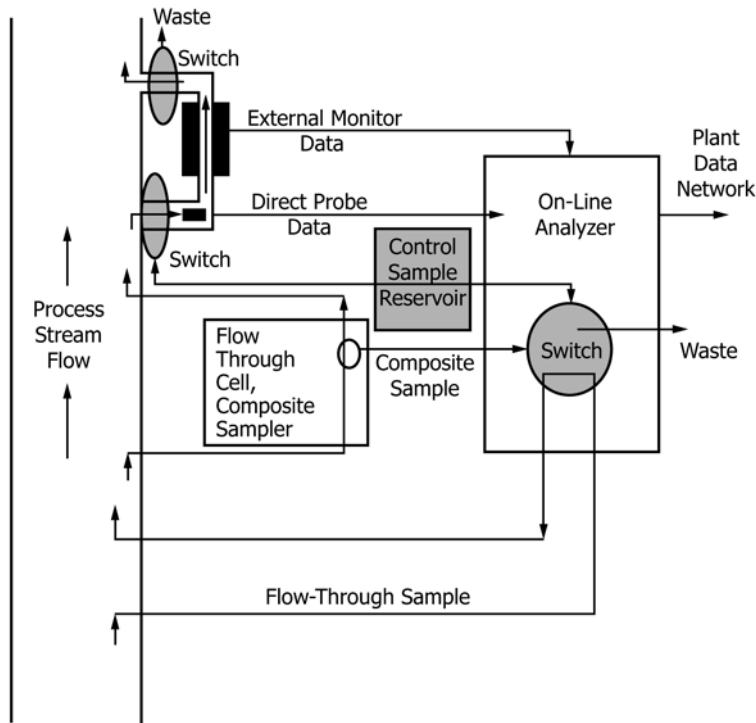 Waste
Switch
External Monitor
Data
Plant
Data
Network
On-Line
Analyzer
Direct Probe
Data
Switch
Control
Sample
Reservoir
Process
Stream
Flow
Flow
Through
Cell,
Composite
Sampler
Composite
Sample
Switch
Waste
Flow-Through Sample